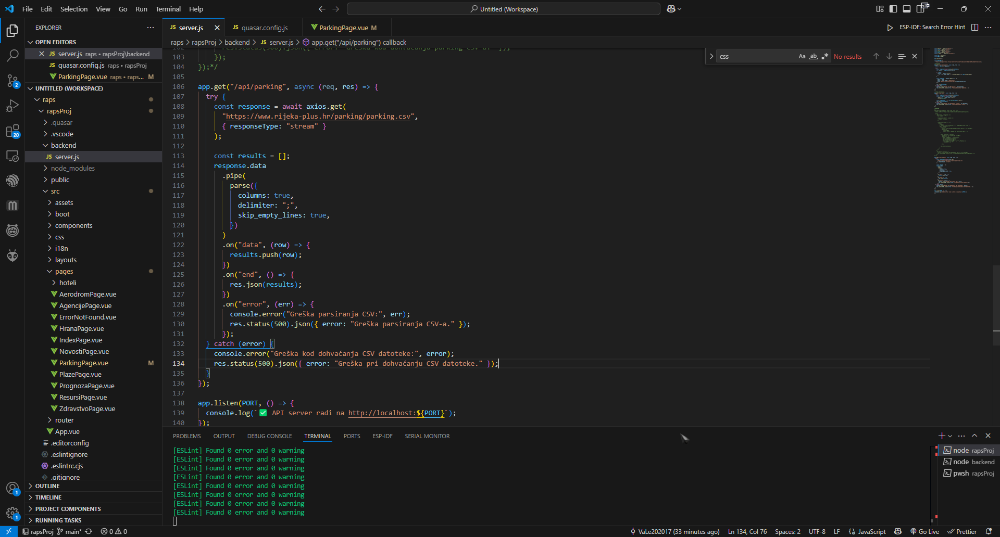 File Edit Selection View Go Run Terminal Help
Untitled (Workspace)
EXPLORER
OPEN EDITORS
server.js raps • rapsProj\backend
quasar.config.js raps • rapsProj
ParkingPage.vue raps • raps... M
UNTITLED (WORKSPACE)
raps
rapsProj
.quasar
.vscode
backend
server.js
node_modules
public
src
assets
boot
components
css
i18n
layouts
pages
hoteli
AerodromPage.vue
AgencijePage.vue
ErrorNotFound.vue
HranaPage.vue
IndexPage.vue
NovostiPage.vue
ParkingPage.vue M
PlazePage.vue
PrognozaPage.vue
ResursiPage.vue
ZdravstvoPage.vue
router
App.vue
.editorconfig
.eslintignore
.eslintrc.cjs
.gitignore
OUTLINE
TIMELINE
PROJECT COMPONENTS
RUNNING TASKS
2
20
1
1
server.js
quasar.config.js
ParkingPage.vue M
ESP-IDF: Search Error Hint
raps > rapsProj > backend > JS server.js > app.get("/api/parking") callback
css Aa ab No results
102 res.status(500).json({ error: "Greška kod dohvaćanja parking CSV-a." });
103 });
104 });*/
105
106 app.get("/api/parking", async (req, res) => {
107 try {
108 const response = await axios.get(
109 "https://www.rijeka-plus.hr/parking/parking.csv",
110 { responseType: "stream" }
111 );
112
113 const results = [];
114 response.data
115 .pipe(
116 parse({
117 columns: true,
118 delimiter: ";",
119 skip_empty_lines: true,
120 })
121 )
122 .on("data", (row) => {
123 results.push(row);
124 })
125 .on("end", () => {
126 res.json(results);
127 })
128 .on("error", (err) => {
129 console.error("Greška parsiranja CSV:", err);
130 res.status(500).json({ error: "Greška parsiranja CSV-a." });
131 });
132 } catch (error) {
133 console.error("Greška kod dohvaćanja CSV datoteke:", error);
134 res.status(500).json({ error: "Greška pri dohvaćanju CSV datoteke." });
135 }
136 });
137
138 app.listen(PORT, () => {
139 console.log(`✅ API server radi na http://localhost:${PORT}`);
140 });
PROBLEMS OUTPUT DEBUG CONSOLE TERMINAL PORTS ESP-IDF SERIAL MONITOR
[ESLint] Found 0 error and 0 warning
[ESLint] Found 0 error and 0 warning
[ESLint] Found 0 error and 0 warning
[ESLint] Found 0 error and 0 warning
[ESLint] Found 0 error and 0 warning
[ESLint] Found 0 error and 0 warning
[ESLint] Found 0 error and 0 warning
[ESLint] Found 0 error and 0 warning
node rapsProj
node backend
pwsh rapsProj
rapsProj main* 0 0
VaLe202017 (33 minutes ago) Ln 134, Col 76 Spaces: 2 UTF-8 LF {} JavaScript Go Live Prettier